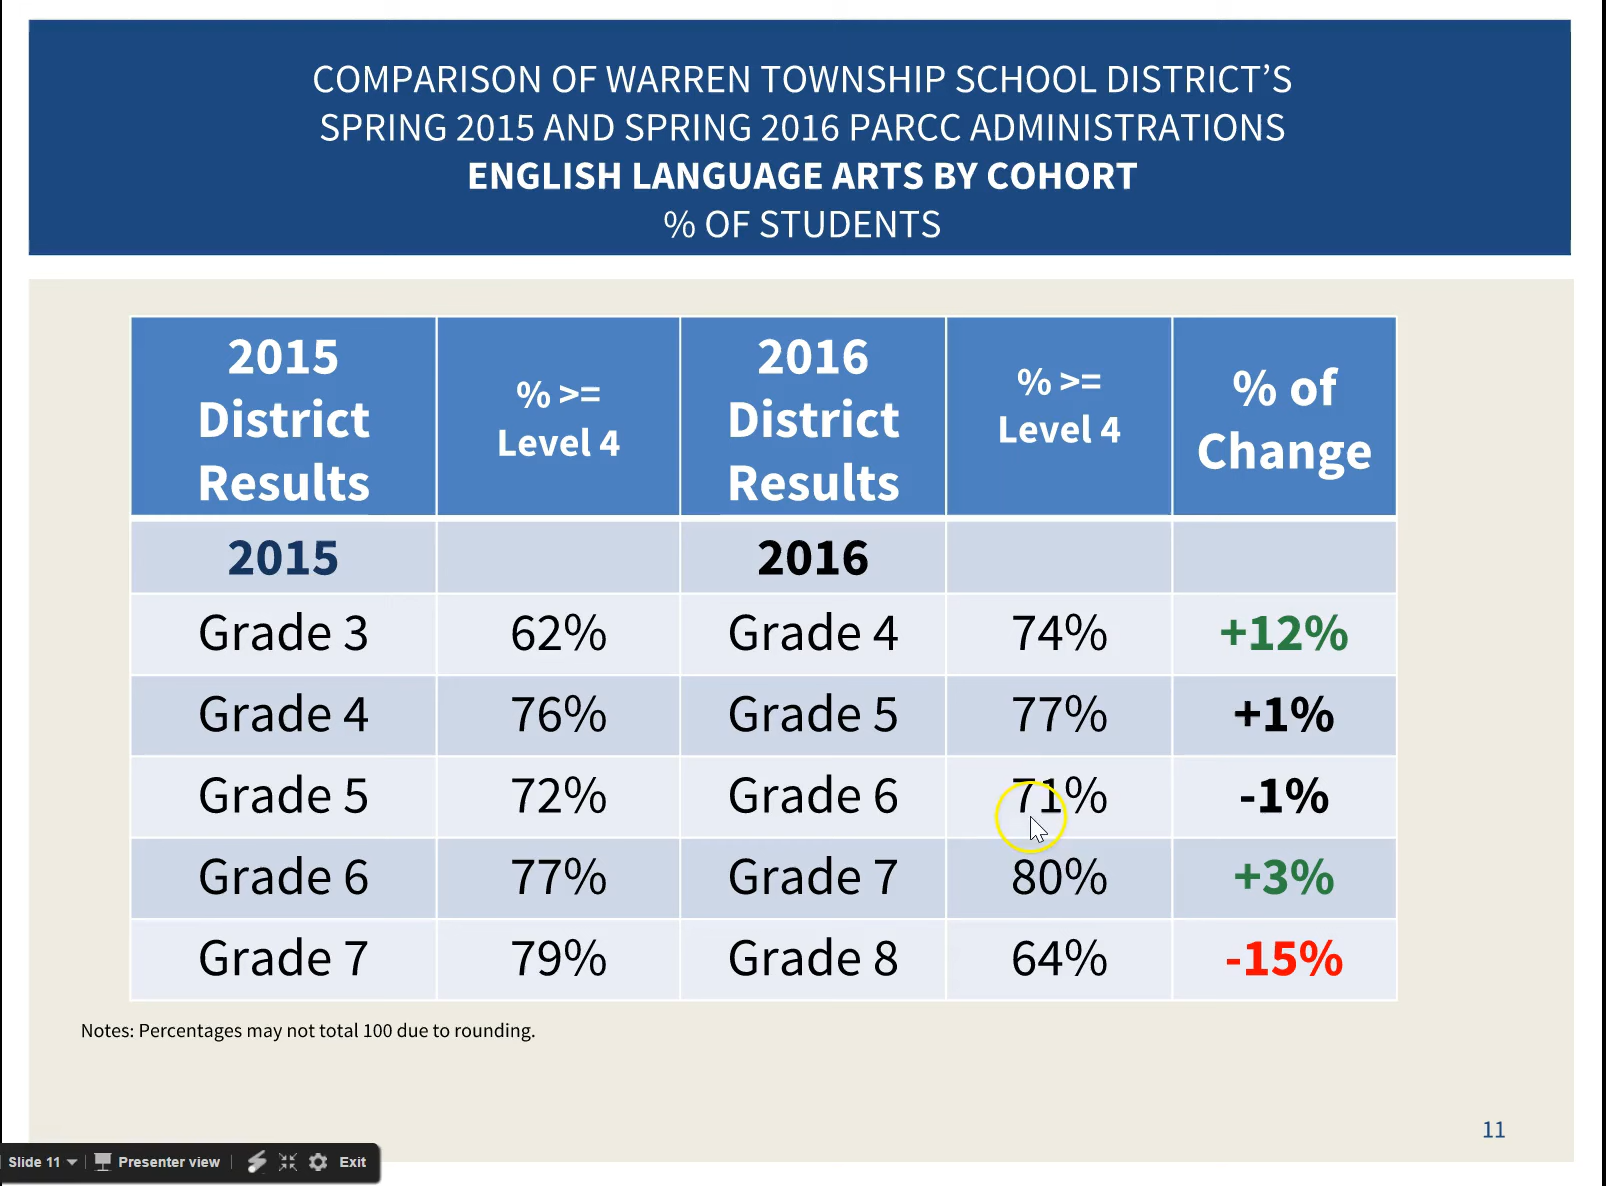 COMPARISON OF WARREN TOWNSHIP SCHOOL DISTRICT’S
SPRING 2015 AND SPRING 2016 PARCC ADMINISTRATIONS
ENGLISH LANGUAGE ARTS BY COHORT
% OF STUDENTS
2015 District Results
% >= Level 4
2016 District Results
% >= Level 4
% of Change
2015 2016
Grade 3 62% Grade 4 74% +12%
Grade 4 76% Grade 5 77% +1%
Grade 5 72% Grade 6 71% -1%
Grade 6 77% Grade 7 80% +3%
Grade 7 79% Grade 8 64% -15%
Notes: Percentages may not total 100 due to rounding.
11
Slide 11 Presenter view Exit